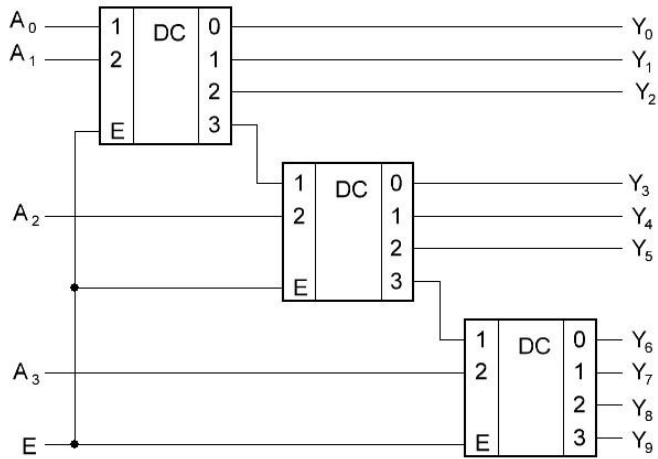 A0 1 DC 0 Y0
A1 2 1 Y1
2 Y2
E 3
1 DC 0 Y3
A2 2 1 Y4
2 Y5
E 3
1 DC 0 Y6
A3 2 1 Y7
2 Y8
E E 3 Y9